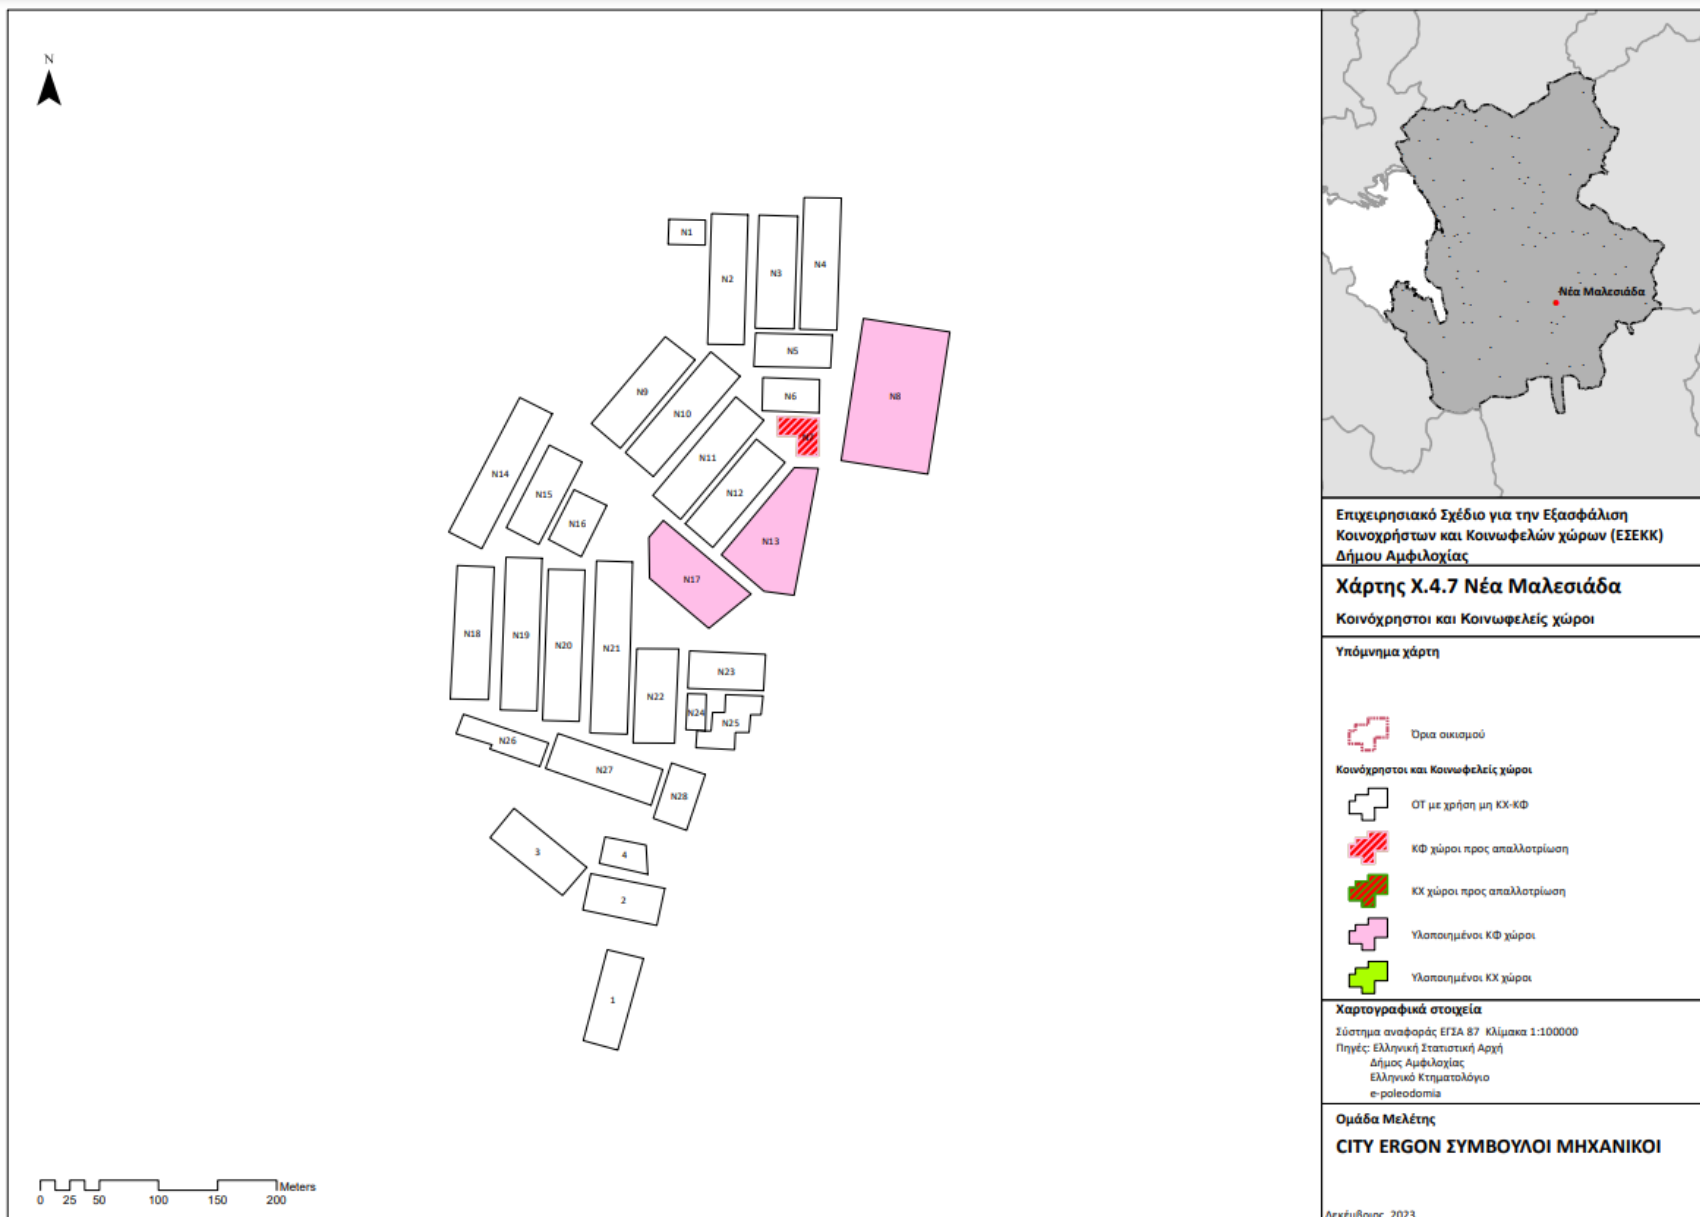 N
N1
N2
N3
N4
N5
N6
N8
N9
N10
N11
N12
N13
N14
N15
N16
N17
N18
N19
N20
N21
N22
N23
N24
N25
N26
N27
N28
3
4
2
1
0 25 50 100 150 200
Meters
Νέα Μαλεσιάδα
Επιχειρησιακό Σχέδιο για την Εξασφάλιση
Κοινοχρήστων και Κοινωφελών χώρων (ΕΣΕΚΚ)
Δήμου Αμφιλοχίας
Χάρτης Χ.4.7 Νέα Μαλεσιάδα
Κοινόχρηστοι και Κοινωφελείς χώροι
Υπόμνημα χάρτη
Όρια οικισμού
Κοινόχρηστοι και Κοινωφελείς χώροι
ΟΤ με χρήση μη ΚΧ-ΚΦ
ΚΦ χώροι προς απαλλοτρίωση
ΚΧ χώροι προς απαλλοτρίωση
Υλοποιημένοι ΚΦ χώροι
Υλοποιημένοι ΚΧ χώροι
Χαρτογραφικά στοιχεία
Σύστημα αναφοράς ΕΓΣΑ 87 Κλίμακα 1:100000
Πηγές: Ελληνική Στατιστική Αρχή
Δήμος Αμφιλοχίας
Ελληνικό Κτηματολόγιο
e-poleodomia
Ομάδα Μελέτης
CITY ERGON ΣΥΜΒΟΥΛΟΙ ΜΗΧΑΝΙΚΟΙ
Δεκέμβριος, 2023